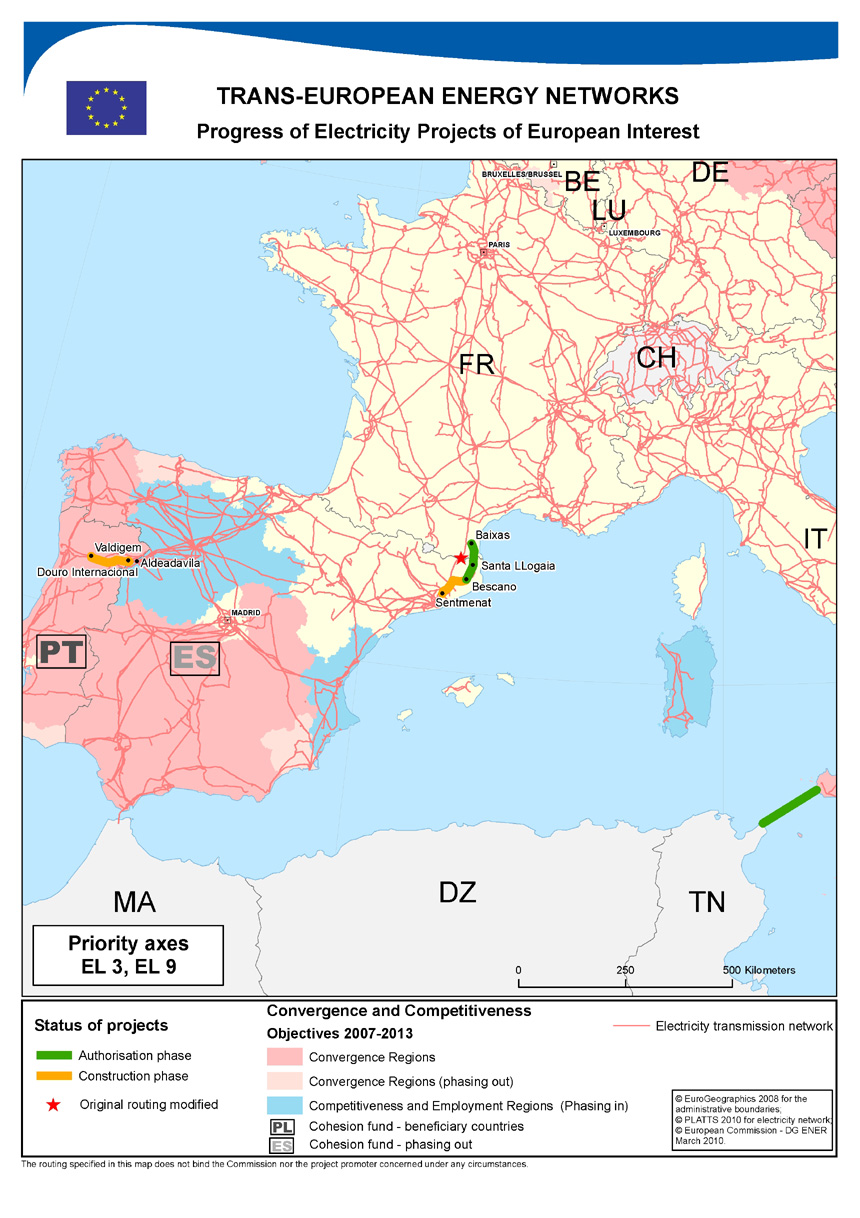 TRANS-EUROPEAN ENERGY NETWORKS
Progress of Electricity Projects of European Interest
BRUXELLES/BRUSSEL
BE
DE
LU
LUXEMBOURG
PARIS
FR
CH
IT
Baixas
Valdigem
Aldeadavila
Santa LLogaia
Douro Internacional
Bescano
Sentmenat
MADRID
PT
ES
MA
DZ
TN
Priority axes
EL 3, EL 9
0
250
500 Kilometers
Status of projects
Authorisation phase
Construction phase
Original routing modified
Convergence and Competitiveness
Objectives 2007-2013
Convergence Regions
Convergence Regions (phasing out)
Competitiveness and Employment Regions (Phasing in)
PL Cohesion fund - beneficiary countries
ES Cohesion fund - phasing out
Electricity transmission network
© EuroGeographics 2008 for the
administrative boundaries;
© PLATTS 2010 for electricity network;
© European Commission - DG ENER
March 2010.
The routing specified in this map does not bind the Commission nor the project promoter concerned under any circumstances.